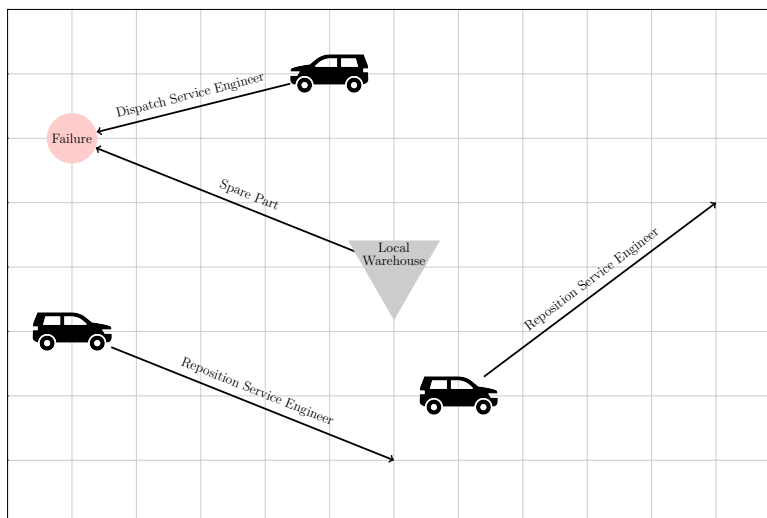 Dispatch Service Engineer
Failure
Spare Part
Local
Warehouse
Reposition Service Engineer
Reposition Service Engineer